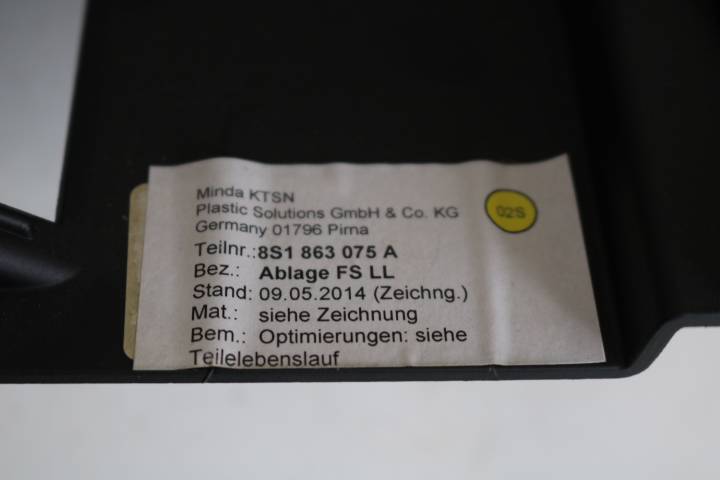 Minda KTSN
Plastic Solutions GmbH & Co. KG
Germany 01796 Pirna
Teilnr.:8S1 863 075 A
Bez.: Ablage FS LL
Stand: 09.05.2014 (Zeichng.)
Mat.: siehe Zeichnung
Bem.: Optimierungen: siehe
Teilelebenslauf
02S